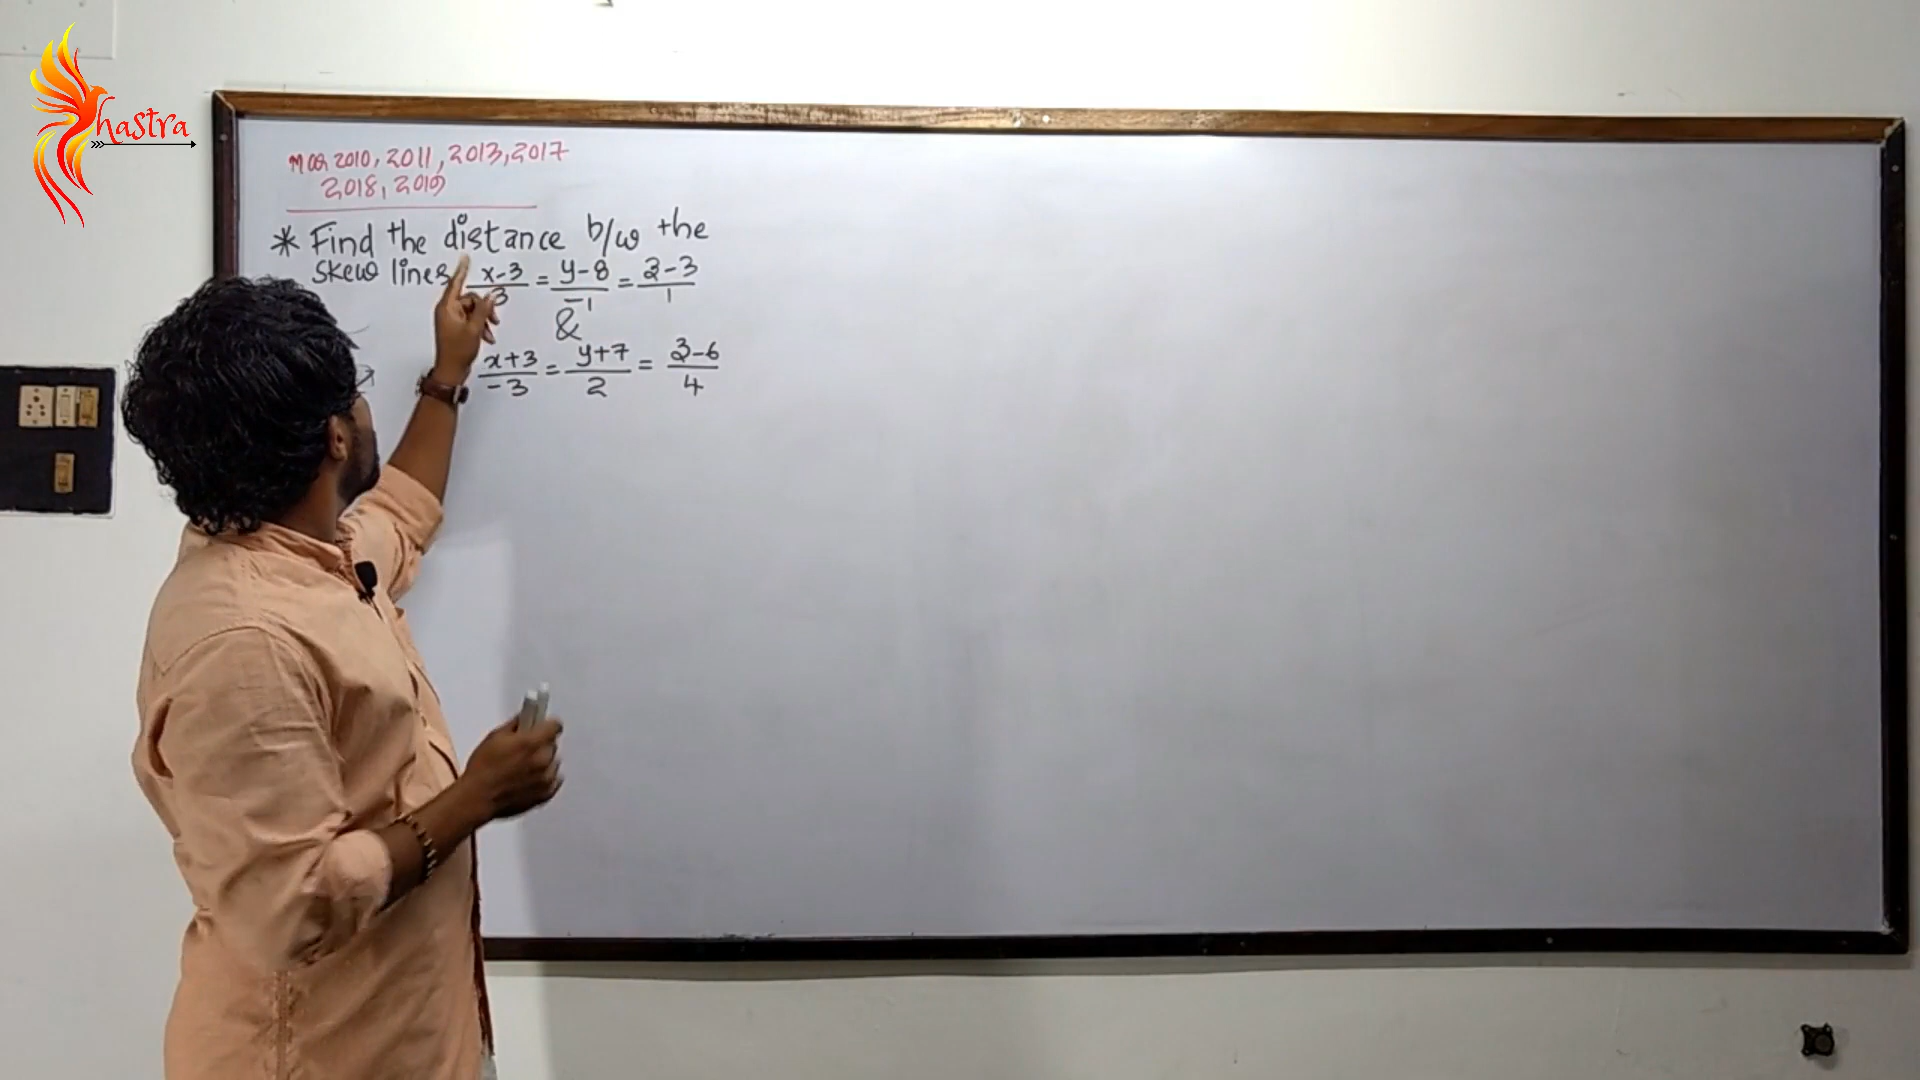 hastra
Mar 2010, 2011, 2013, 2017
2018, 2019
* Find the distance b/w the
skew lines x-3/3 = y-8/-1 = z-3/1
&
x+3/-3 = y+7/2 = z-6/4